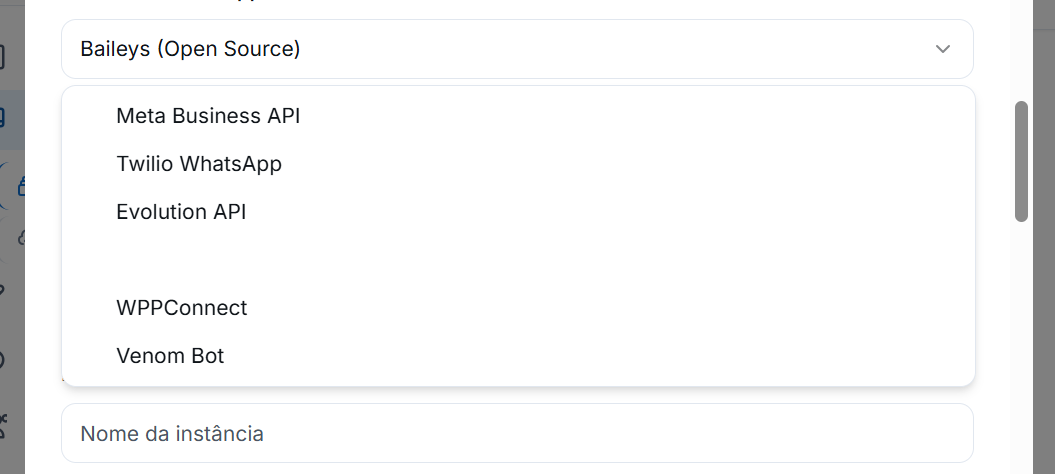 Baileys (Open Source)
Meta Business API
Twilio WhatsApp
Evolution API
WPPConnect
Venom Bot
Nome da instância